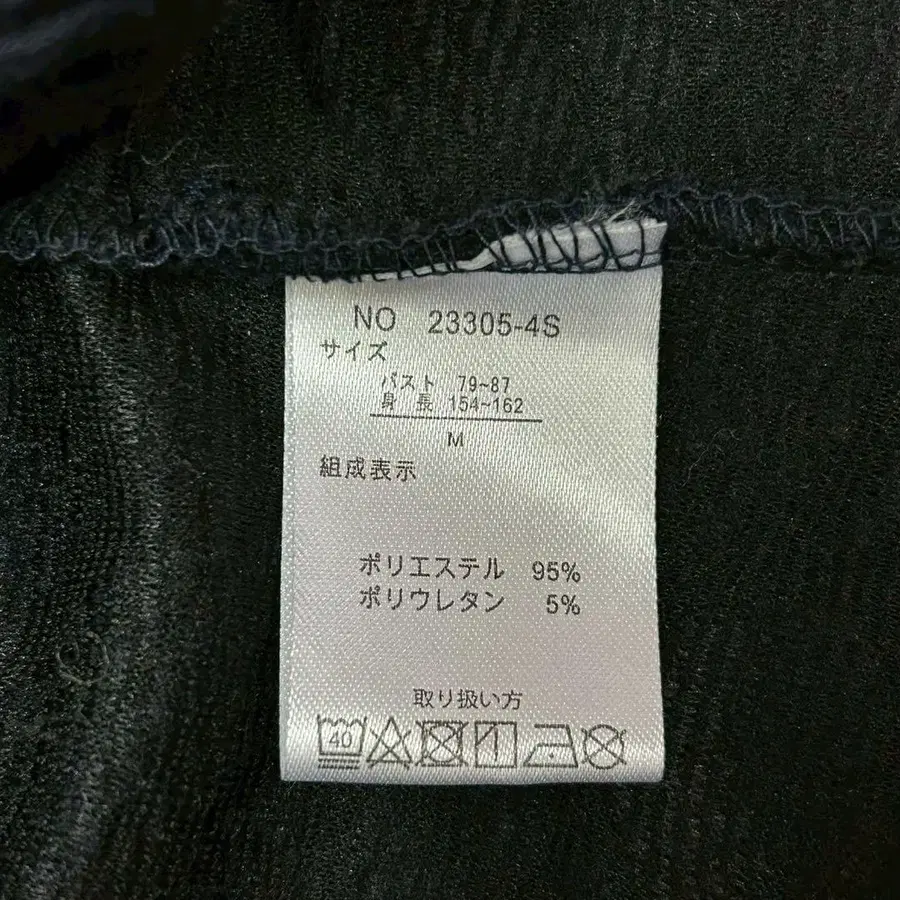 NO 23305-4S
サイズ
バスト 79~87
身長 154~162
M
組成表示
ポリエステル 95%
ポリウレタン 5%
取り扱い方
40